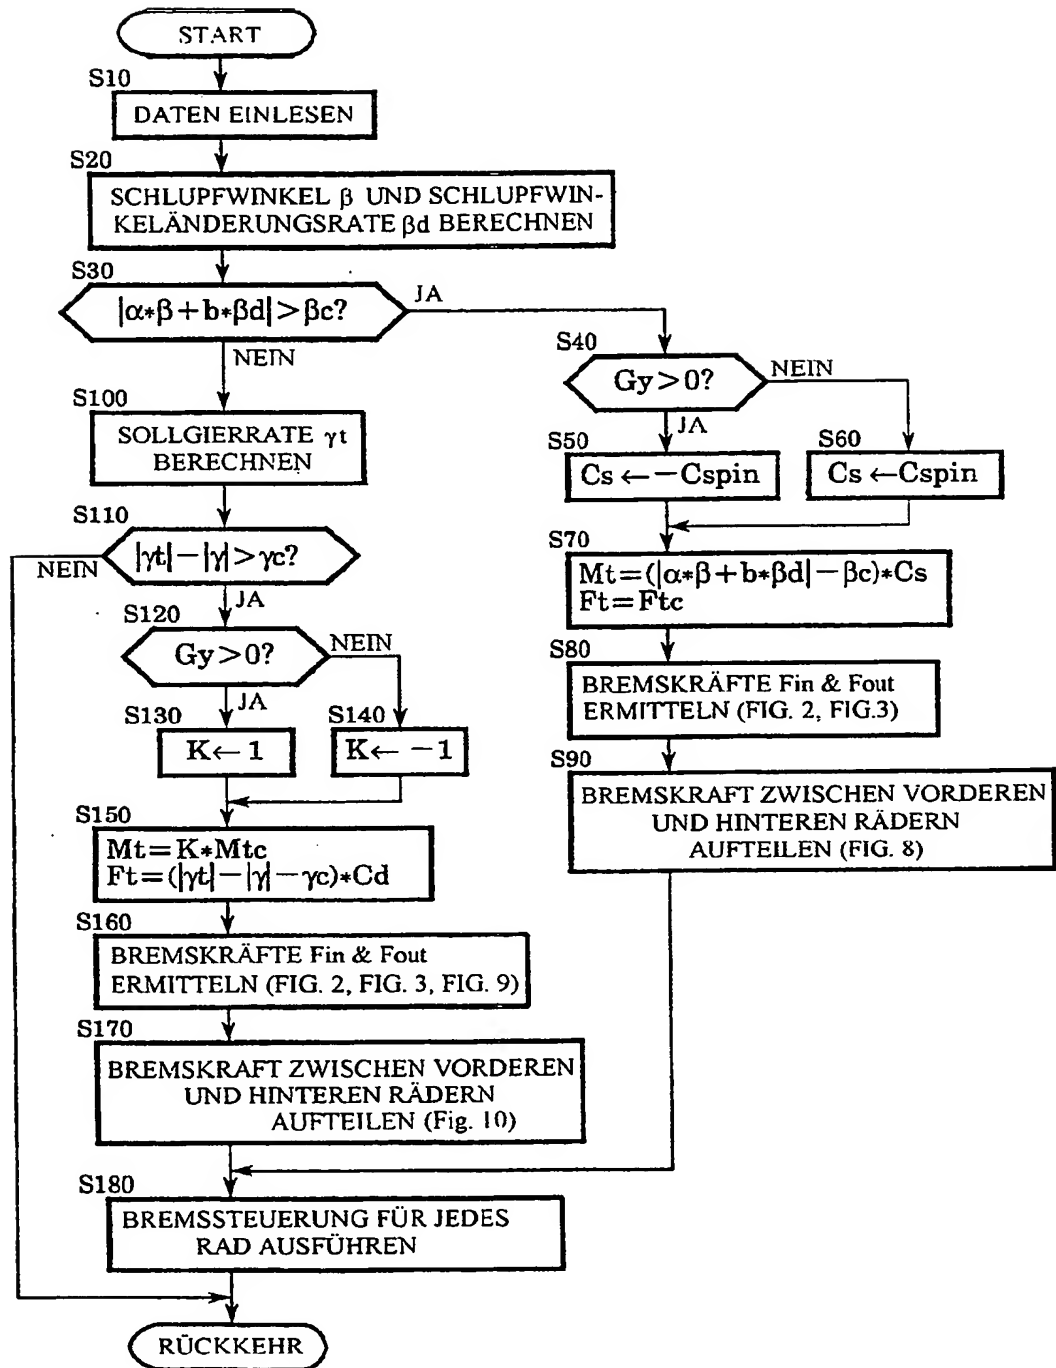 START
S10
DATEN EINLESEN
S20
SCHLUPFWINKEL β UND SCHLUPFWIN-
KELÄNDERUNGSRATE βd BERECHNEN
S30
|α*β+b*βd|>βc?
JA
NEIN
S40
Gy>0?
NEIN
JA
S50
Cs←−Cspin
S60
Cs←Cspin
S70
Mt=(|α*β+b*βd|−βc)*Cs
Ft=Ftc
S80
BREMSKRÄFTE Fin & Fout
ERMITTELN (FIG. 2, FIG.3)
S90
BREMSKRAFT ZWISCHEN VORDEREN
UND HINTEREN RÄDERN
AUFTEILEN (FIG. 8)
S100
SOLLGIERRATE γt
BERECHNEN
S110
|γt|−|γ|>γc?
NEIN
JA
S120
Gy>0?
NEIN
JA
S130
K←1
S140
K←−1
S150
Mt=K*Mtc
Ft=(|γt|−|γ|−γc)*Cd
S160
BREMSKRÄFTE Fin & Fout
ERMITTELN (FIG. 2, FIG. 3, FIG. 9)
S170
BREMSKRAFT ZWISCHEN VORDEREN
UND HINTEREN RÄDERN
AUFTEILEN (Fig. 10)
S180
BREMSSTEUERUNG FÜR JEDES
RAD AUSFÜHREN
RÜCKKEHR